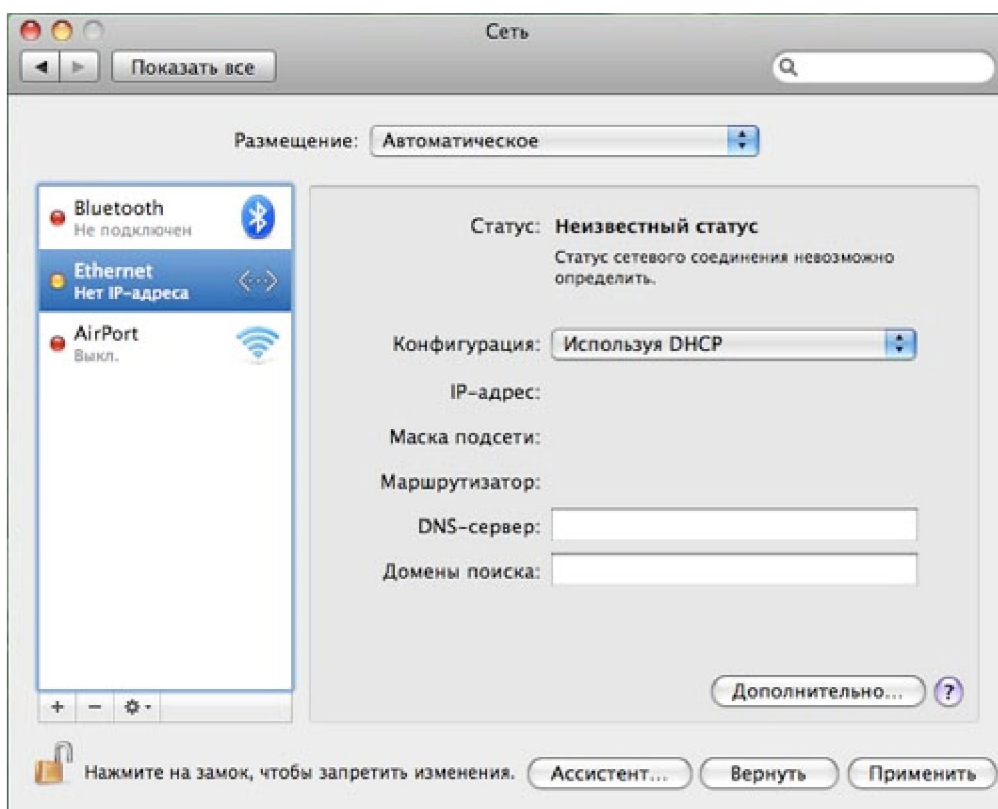 Сеть
Показать все
Размещение: Автоматическое
Bluetooth
Не подключен
Ethernet
Нет IP-адреса
AirPort
Выкл.
Статус: Неизвестный статус
Статус сетевого соединения невозможно
определить.
Конфигурация: Используя DHCP
IP-адрес:
Маска подсети:
Маршрутизатор:
DNS-сервер:
Домены поиска:
Дополнительно... ?
Нажмите на замок, чтобы запретить изменения. Ассистент... Вернуть Применить